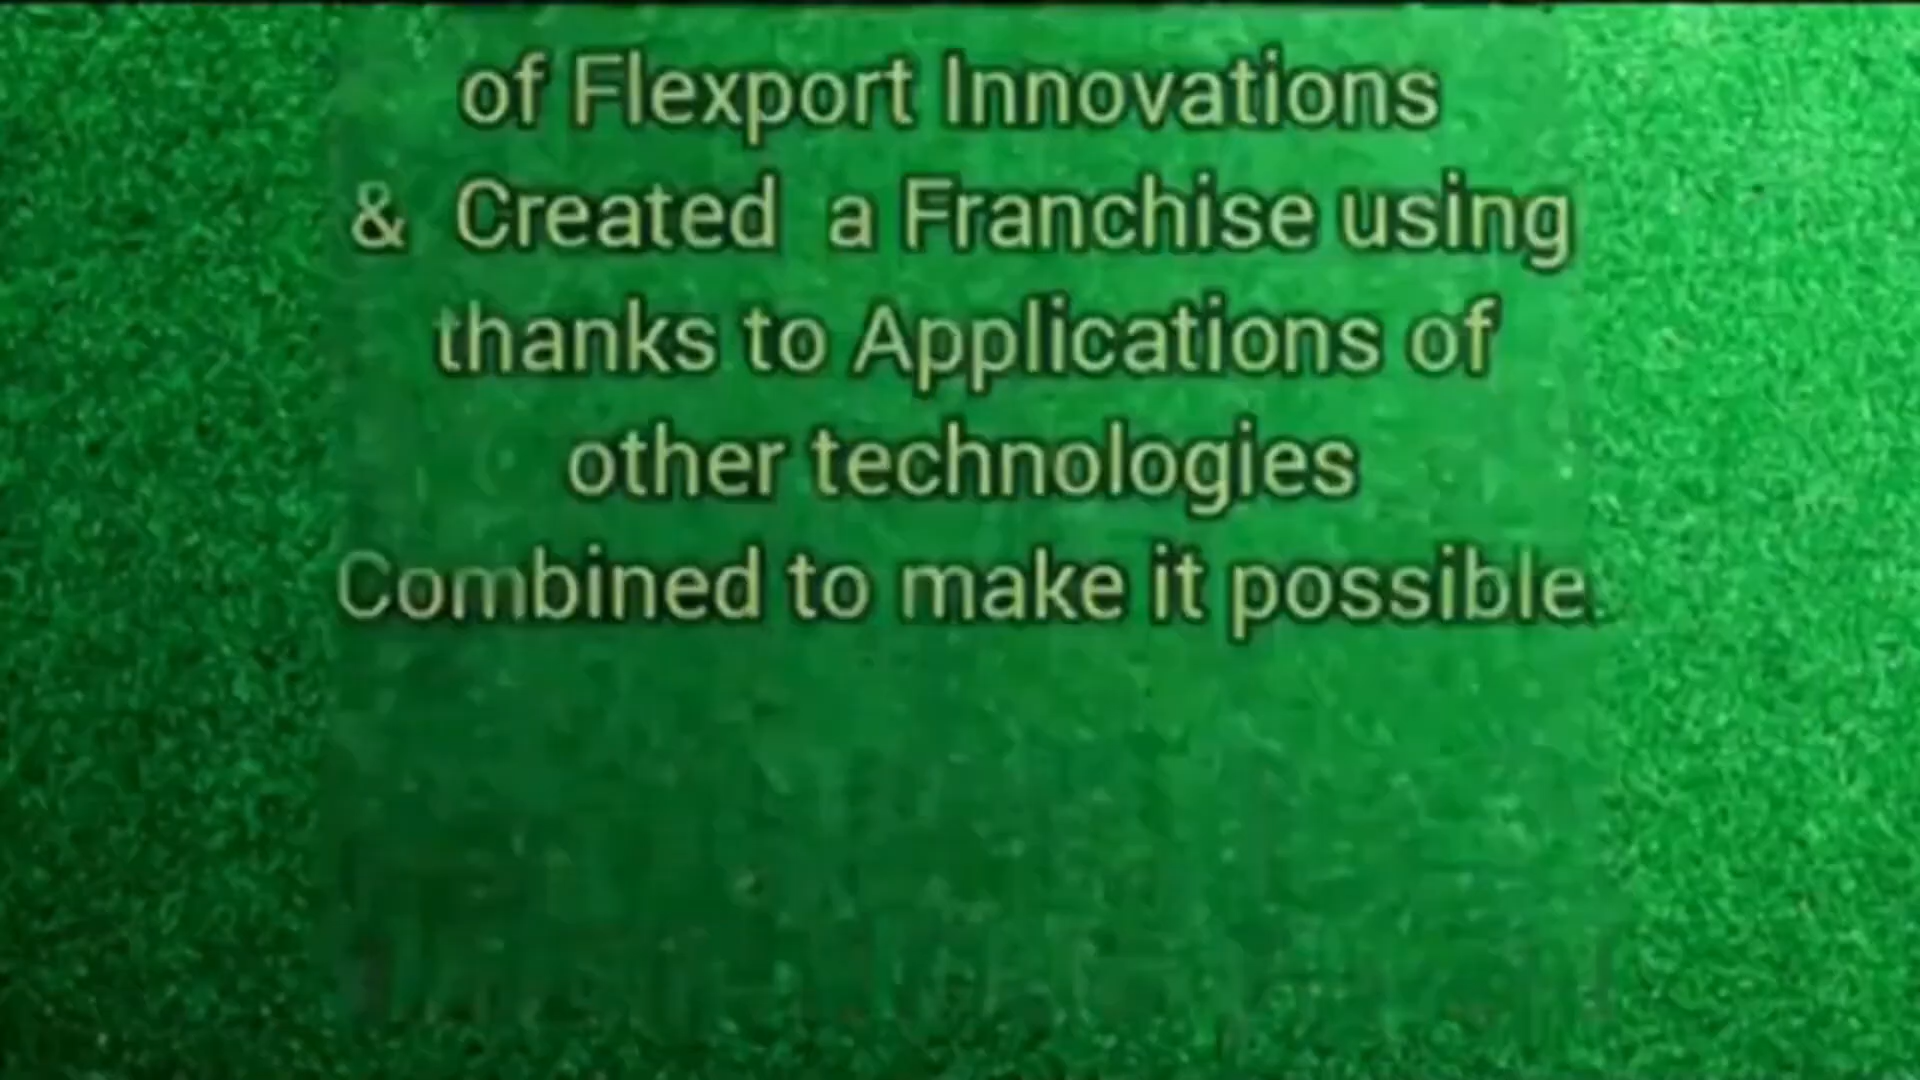 of Flexport Innovations
& Created a Franchise using
thanks to Applications of
other technologies
Combined to make it possible.